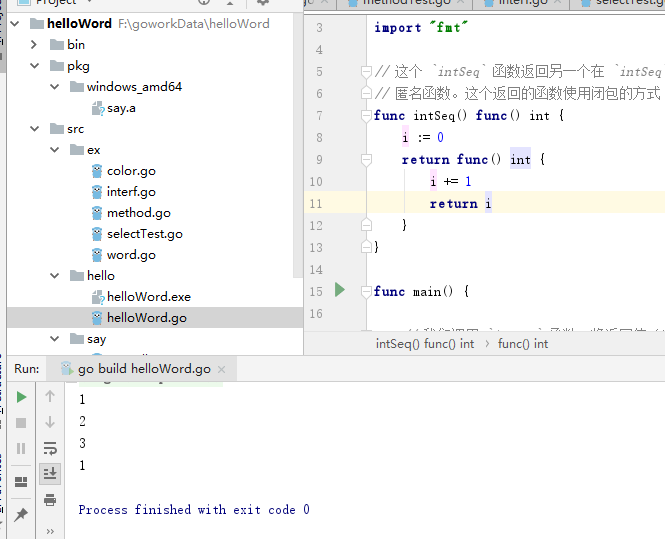 Project
methodTest.go
interf.go
selectTest.go
helloWord F:\goworkData\helloWord
bin
pkg
windows_amd64
say.a
src
ex
color.go
interf.go
method.go
selectTest.go
word.go
hello
helloWord.exe
helloWord.go
say
3 import "fmt"
4
5 // 这个 `intSeq` 函数返回另一个在 `intSeq`
6 // 匿名函数。这个返回的函数使用闭包的方式
7 func intSeq() func() int {
8 i := 0
9 return func() int {
10 i += 1
11 return i
12 }
13 }
14
15 func main() {
16
intSeq() func() int › func() int
Run: go build helloWord.go
1
2
3
1
Process finished with exit code 0